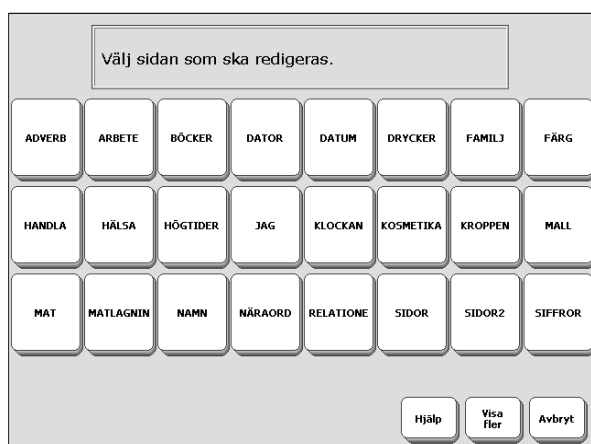 Välj sidan som ska redigeras.
ADVERB ARBETE BÖCKER DATOR DATUM DRYCKER FAMILJ FÄRG
HANDLA HÄLSA HÖGTIDER JAG KLOCKAN KOSMETIKA KROPPEN MALL
MAT MATLAGNIN NAMN NÄRAORD RELATIONE SIDOR SIDOR2 SIFFROR
Hjälp Visa fler Avbryt